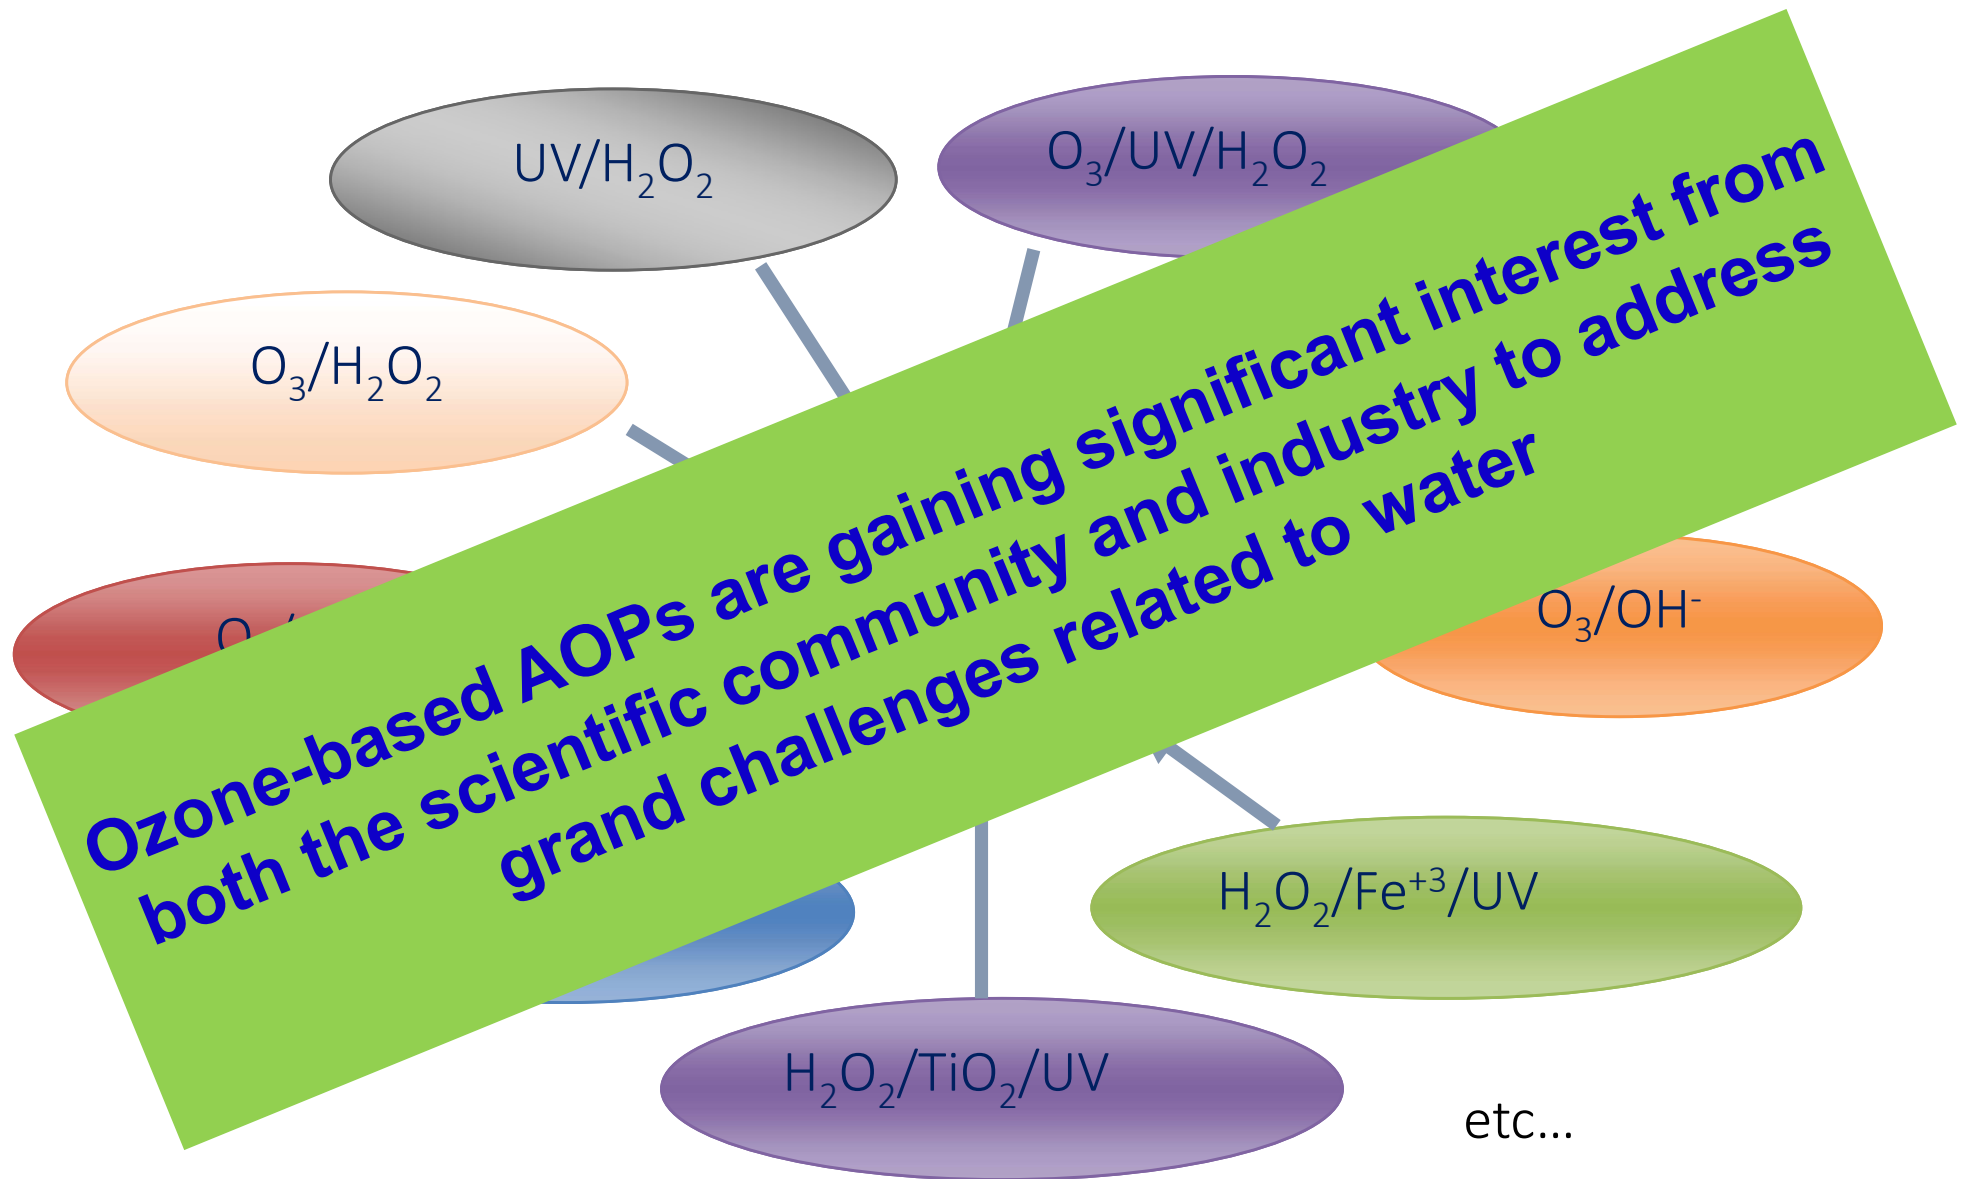 UV/H₂O₂
O₃/UV/H₂O₂
O₃/H₂O₂
O₃/OH⁻
Ozone-based AOPs are gaining significant interest from
both the scientific community and industry to address
grand challenges related to water
H₂O₂/Fe⁺³/UV
H₂O₂/TiO₂/UV
etc...